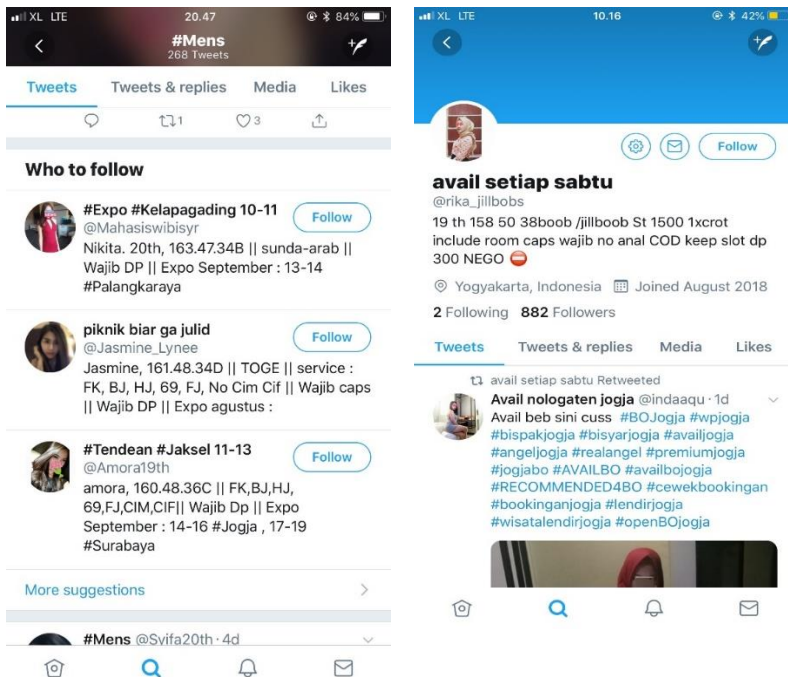 XL LTE 20.47 84%
#Mens
268 Tweets
Tweets Tweets & replies Media Likes
1 3
Who to follow
#Expo #Kelapagading 10-11
Follow
@Mahasiswibisyr
Nikita. 20th, 163.47.34B || sunda-arab ||
Wajib DP || Expo September : 13-14
#Palangkaraya
piknik biar ga julid
Follow
@Jasmine_Lynee
Jasmine, 161.48.34D || TOGE || service :
FK, BJ, HJ, 69, FJ, No Cim Cif || Wajib caps
|| Wajib DP || Expo agustus :
#Tendean #Jaksel 11-13
Follow
@Amora19th
amora, 160.48.36C || FK,BJ,HJ,
69,FJ,CIM,CIF|| Wajib Dp || Expo
September : 14-16 #Jogja , 17-19
#Surabaya
More suggestions
#Mens @Syifa20th · 4d
XL LTE 10.16 42%
Follow
avail setiap sabtu
@rika_jillbobs
19 th 158 50 38boob /jillboob St 1500 1xcrot
include room caps wajib no anal COD keep slot dp
300 NEGO
Yogyakarta, Indonesia Joined August 2018
2 Following 882 Followers
Tweets Tweets & replies Media Likes
avail setiap sabtu Retweeted
Avail nologaten jogja @indaaqu · 1d
Avail beb sini cuss #BOJogja #wpjogja
#bispakjogja #bisyarjogja #availjogja
#angeljogja #realangel #premiumjogja
#jogjabo #AVAILBO #availbojogja
#RECOMMENDED4BO #cewekbookingan
#bookinganjogja #lendirjogja
#wisatalendirjogja #openBOjogja